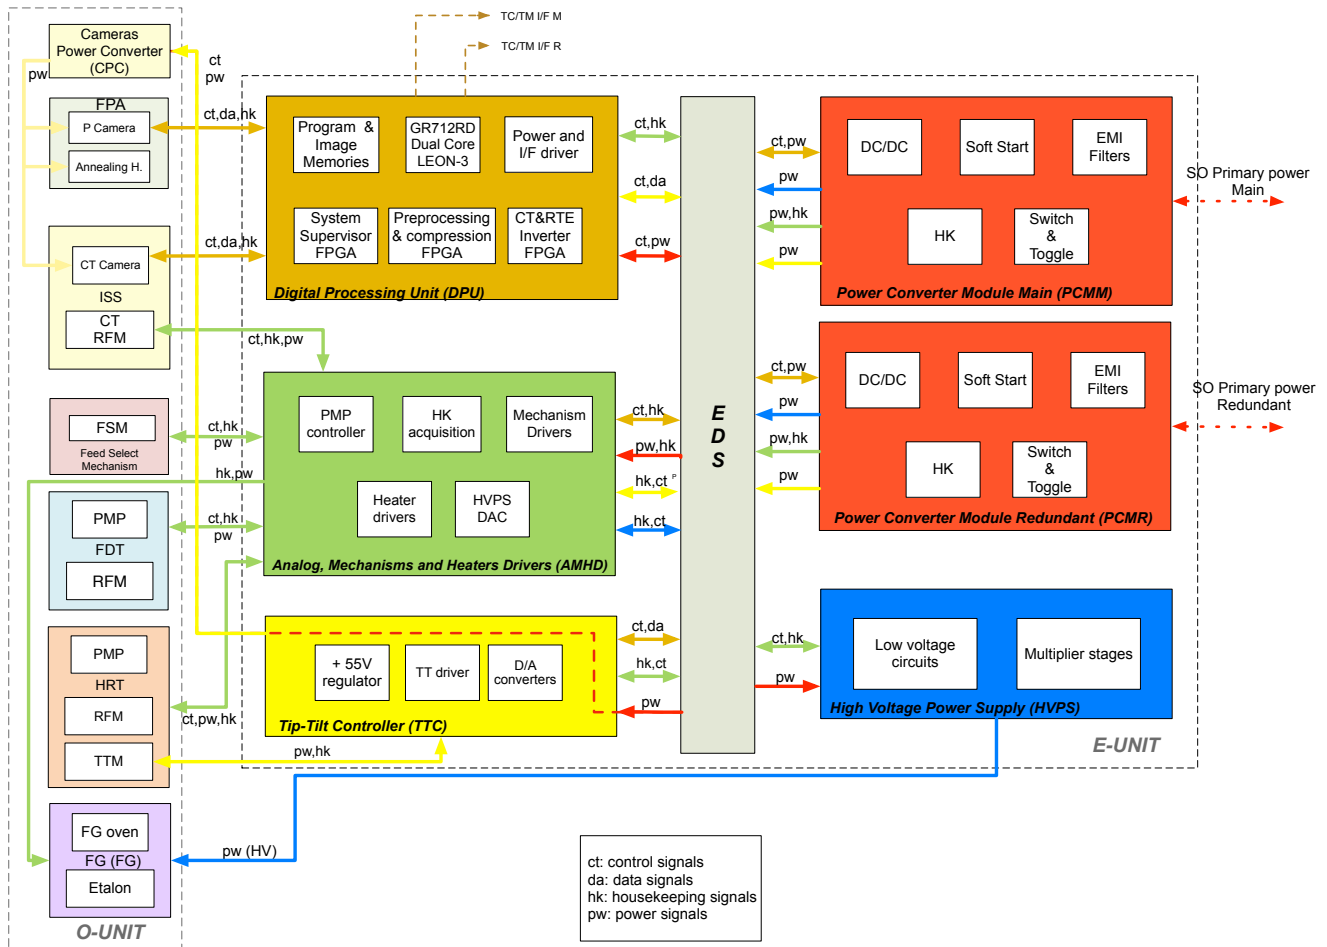 TC/TM I/F M
TC/TM I/F R
Cameras
Power Converter
(CPC)
ct
pw
pw
FPA
P Camera
Annealing H.
ct,da,hk
CT Camera
ISS
CT
RFM
ct,da,hk
ct,hk,pw
FSM
Feed Select
Mechanism
ct,hk
pw
hk,pw
PMP
FDT
RFM
ct,hk
pw
PMP
HRT
RFM
TTM
ct,pw,hk
pw,hk
FG oven
FG (FG)
Etalon
pw (HV)
O-UNIT
Program &
Image
Memories
GR712RD
Dual Core
LEON-3
Power and
I/F driver
System
Supervisor
FPGA
Preprocessing
& compression
FPGA
CT&RTE
Inverter
FPGA
Digital Processing Unit (DPU)
ct,hk
ct,da
ct,pw
PMP
controller
HK
acquisition
Mechanism
Drivers
Heater
drivers
HVPS
DAC
Analog, Mechanisms and Heaters Drivers (AMHD)
ct,hk
pw,hk
hk,ct
P
hk,ct
+ 55V
regulator
TT driver
D/A
converters
Tip-Tilt Controller (TTC)
ct,da
hk,ct
pw
E
D
S
ct,pw
pw
pw,hk
pw
DC/DC
Soft Start
EMI
Filters
HK
Switch
&
Toggle
Power Converter Module Main (PCMM)
SO Primary power
Main
ct,pw
pw
pw,hk
pw
DC/DC
Soft Start
EMI
Filters
HK
Switch
&
Toggle
Power Converter Module Redundant (PCMR)
SO Primary power
Redundant
ct,hk
pw
Low voltage
circuits
Multiplier stages
High Voltage Power Supply (HVPS)
E-UNIT
ct: control signals
da: data signals
hk: housekeeping signals
pw: power signals